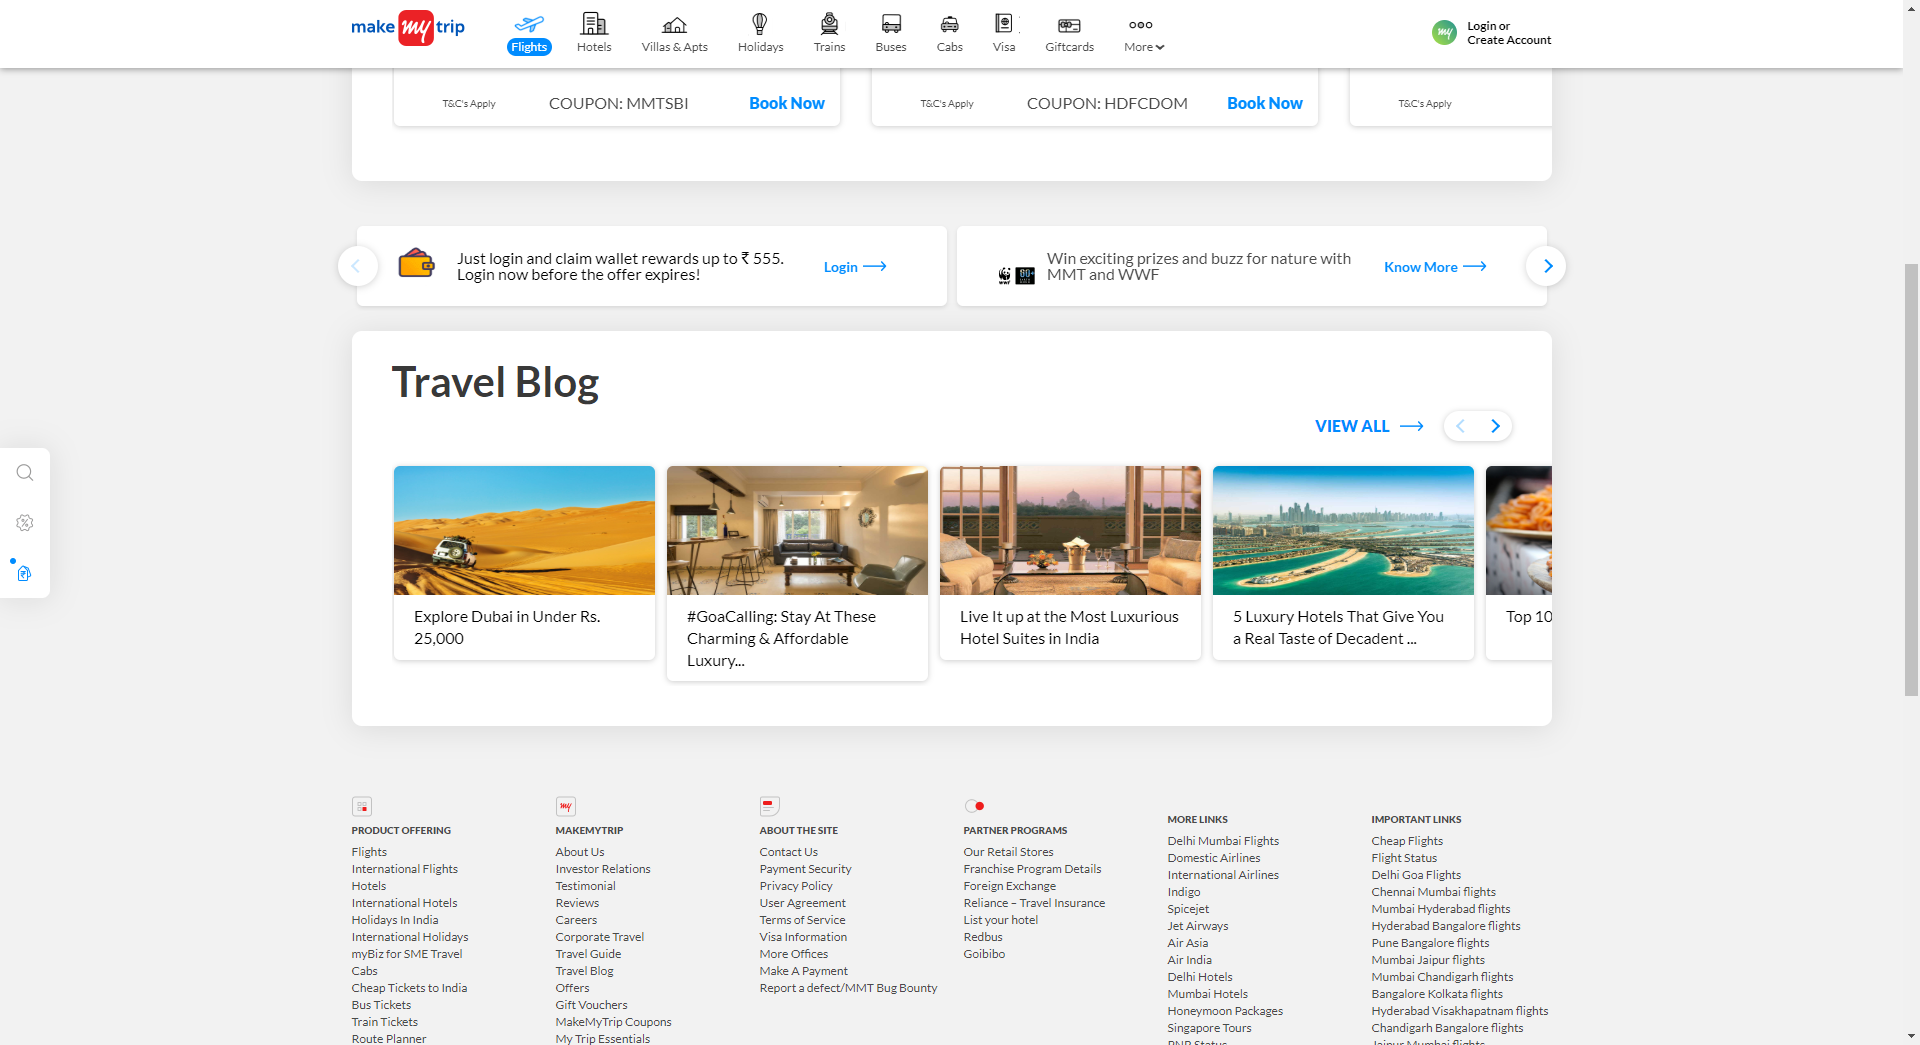 make my trip
Flights
Hotels
Villas & Apts
Holidays
Trains
Buses
Cabs
Visa
Giftcards
More
my
Login or
Create Account
T&C's Apply
COUPON: MMTSBI
Book Now
T&C's Apply
COUPON: HDFCDOM
Book Now
T&C's Apply
Just login and claim wallet rewards up to ₹ 555.
Login now before the offer expires!
Login
WWF
60+
Win exciting prizes and buzz for nature with
MMT and WWF
Know More
Travel Blog
VIEW ALL
Explore Dubai in Under Rs.
25,000
#GoaCalling: Stay At These
Charming & Affordable
Luxury...
Live It up at the Most Luxurious
Hotel Suites in India
5 Luxury Hotels That Give You
a Real Taste of Decadent ...
Top 10
PRODUCT OFFERING
Flights
International Flights
Hotels
International Hotels
Holidays In India
International Holidays
myBiz for SME Travel
Cabs
Cheap Tickets to India
Bus Tickets
Train Tickets
Route Planner
my
MAKEMYTRIP
About Us
Investor Relations
Testimonial
Reviews
Careers
Corporate Travel
Travel Guide
Travel Blog
Offers
Gift Vouchers
MakeMyTrip Coupons
My Trip Essentials
ABOUT THE SITE
Contact Us
Payment Security
Privacy Policy
User Agreement
Terms of Service
Visa Information
More Offices
Make A Payment
Report a defect/MMT Bug Bounty
PARTNER PROGRAMS
Our Retail Stores
Franchise Program Details
Foreign Exchange
Reliance – Travel Insurance
List your hotel
Redbus
Goibibo
MORE LINKS
Delhi Mumbai Flights
Domestic Airlines
International Airlines
Indigo
Spicejet
Jet Airways
Air Asia
Air India
Delhi Hotels
Mumbai Hotels
Honeymoon Packages
Singapore Tours
PNR Status
IMPORTANT LINKS
Cheap Flights
Flight Status
Delhi Goa Flights
Chennai Mumbai flights
Mumbai Hyderabad flights
Hyderabad Bangalore flights
Pune Bangalore flights
Mumbai Jaipur flights
Mumbai Chandigarh flights
Bangalore Kolkata flights
Hyderabad Visakhapatnam flights
Chandigarh Bangalore flights
Jaipur Mumbai flights